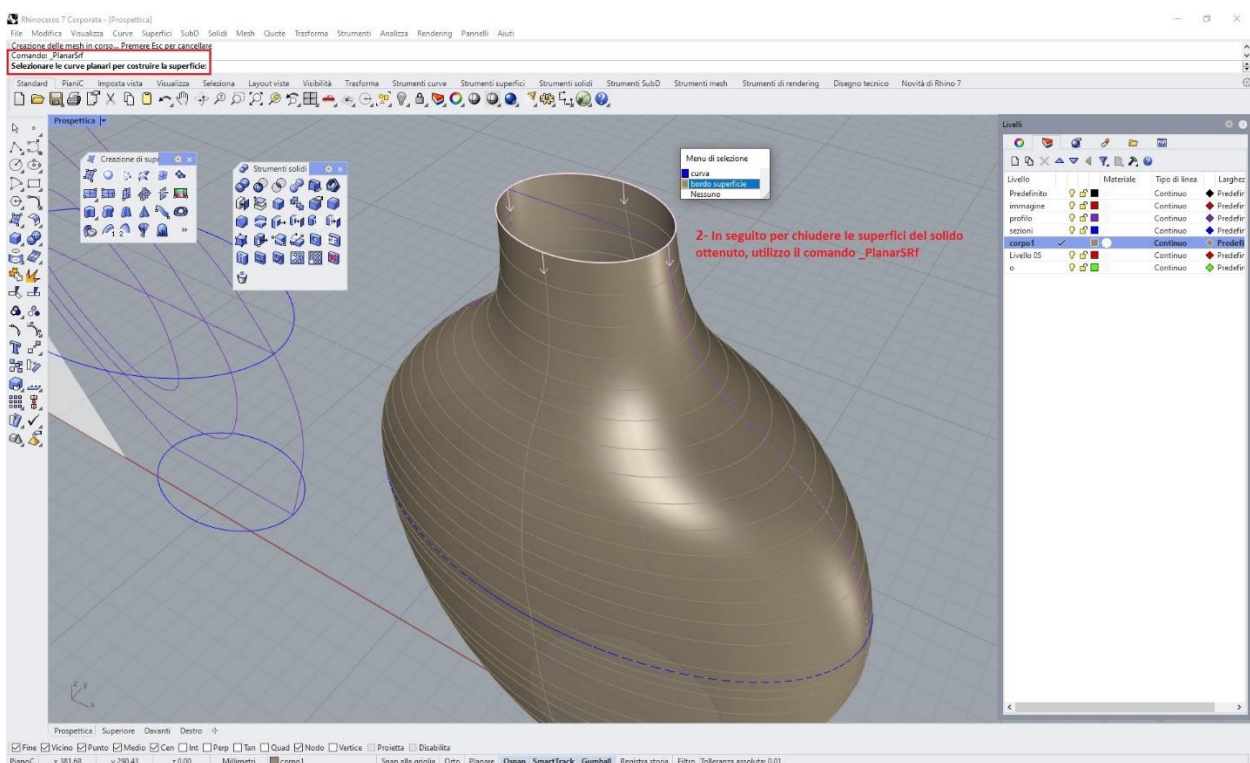 Rhinoceros 7 Corporate - [Prospettica]
File Modifica Visualizza Curve Superfici SubD Solidi Mesh Quote Trasforma Strumenti Analizza Rendering Pannelli Aiuti
Creazione delle mesh in corso... Premere Esc per cancellare
Comando: _PlanarSrf
Selezionare le curve planari per costruire la superficie:
Standard PianiC Imposta vista Visualizza Seleziona Layout viste Visibilità Trasforma Strumenti curve Strumenti superfici Strumenti solidi Strumenti SubD Strumenti mesh Strumenti di rendering Disegno tecnico Novità di Rhino 7
Prospettica
Creazione di supe
Strumenti solidi
Menu di selezione
curva
bordo superficie
Nessuno
2- In seguito per chiudere le superfici del solido
ottenuto, utilizzo il comando _PlanarSRf
Livelli
Livello Materiale Tipo di linea Larghez
Predefinito Continuo Predefir
immagine Continuo Predefir
profilo Continuo Predefir
sezioni Continuo Predefir
corpo1 Continuo Predefi
Livello 05 Continuo Predefir
o Continuo Predefir
z y
x
Prospettica Superiore Davanti Destro
Fine Vicino Punto Medio Cen Int Perp Tan Quad Nodo Vertice Proietta Disabilita
PianoC x 381.68 y 290.43 z 0.00 Millimetri corpo1 Snap alla griglia Orto Planare Osnap SmartTrack Gumball Registra storia Filtro Tolleranza assoluta: 0.01